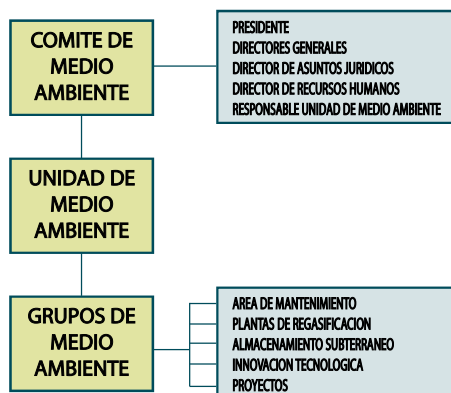 COMITE DE
MEDIO
AMBIENTE
PRESIDENTE
DIRECTORES GENERALES
DIRECTOR DE ASUNTOS JURIDICOS
DIRECTOR DE RECURSOS HUMANOS
RESPONSABLE UNIDAD DE MEDIO AMBIENTE
UNIDAD DE
MEDIO
AMBIENTE
GRUPOS DE
MEDIO
AMBIENTE
AREA DE MANTENIMIENTO
PLANTAS DE REGASIFICACION
ALMACENAMIENTO SUBTERRANEO
INNOVACION TECNOLOGICA
PROYECTOS